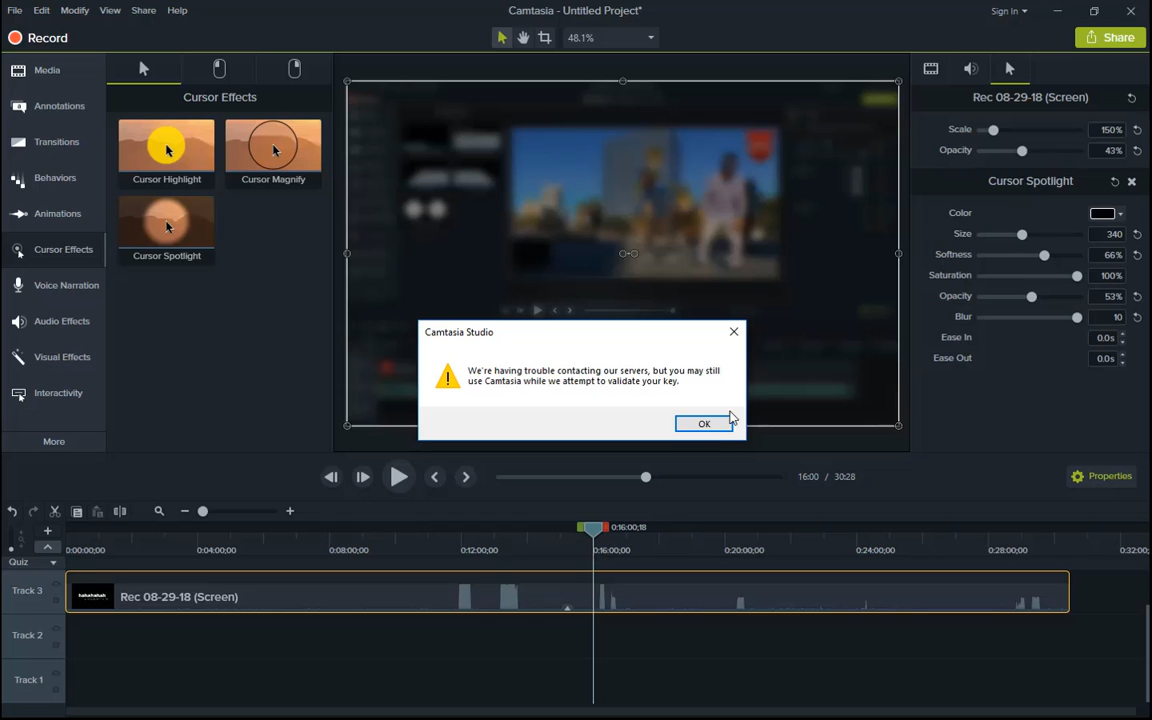 File Edit Modify View Share Help
Camtasia - Untitled Project*
Sign In
Record
48.1%
Share
Media
Annotations
Transitions
Behaviors
Animations
Cursor Effects
Voice Narration
Audio Effects
Visual Effects
Interactivity
More
Cursor Effects
Cursor Highlight
Cursor Magnify
Cursor Spotlight
Rec 08-29-18 (Screen)
Scale 150%
Opacity 43%
Cursor Spotlight
Color
Size 340
Softness 66%
Saturation 100%
Opacity 53%
Blur 10
Ease In 0.0s
Ease Out 0.0s
Camtasia Studio
We're having trouble contacting our servers, but you may still
use Camtasia while we attempt to validate your key.
OK
16:00 / 30:28
Properties
0:16:00;18
0:00:00;00 0:04:00;00 0:08:00;00 0:12:00;00 0:16:00;00 0:20:00;00 0:24:00;00 0:28:00;00 0:32:00;
Quiz
Track 3
hahahahah
Rec 08-29-18 (Screen)
Track 2
Track 1